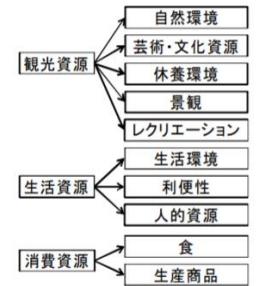 観光資源
自然環境
芸術・文化資源
休養環境
景観
レクリエーション
生活資源
生活環境
利便性
人的資源
消費資源
食
生産商品